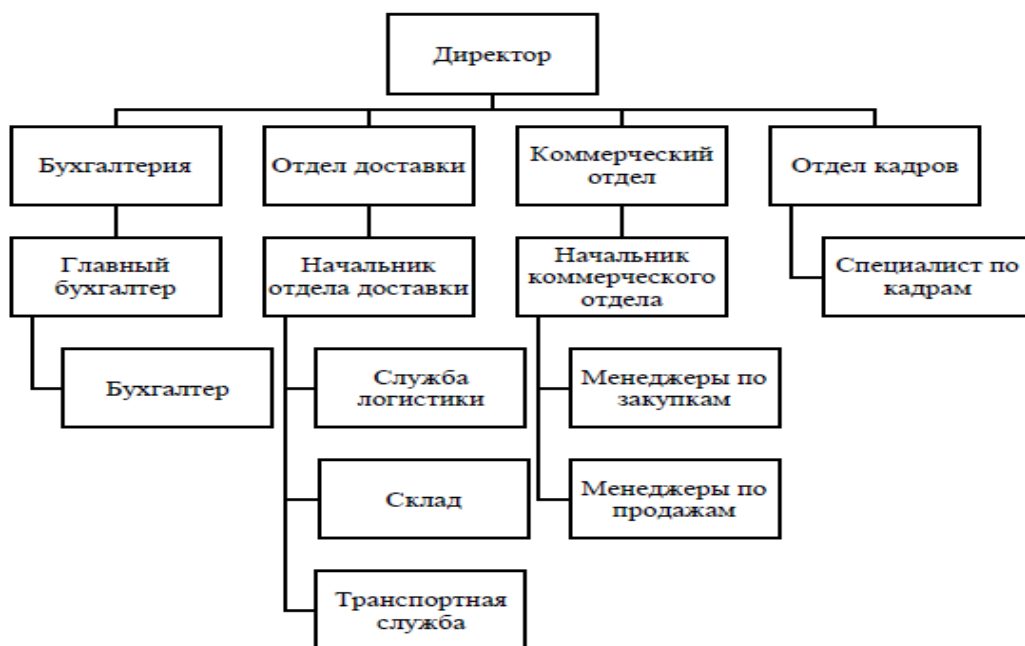 Директор
Бухгалтерия
Отдел доставки
Коммерческий
отдел
Отдел кадров
Главный
бухгалтер
Начальник
отдела доставки
Начальник
коммерческого
отдела
Специалист по
кадрам
Бухгалтер
Служба
логистики
Менеджеры по
закупкам
Склад
Менеджеры по
продажам
Транспортная
служба